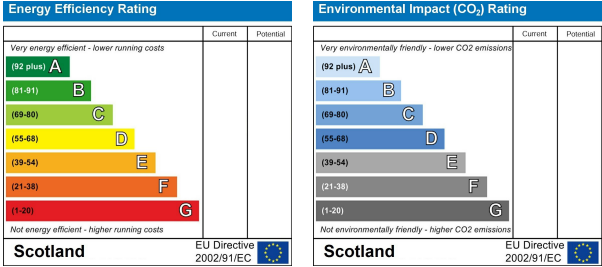 Energy Efficiency Rating
Current Potential
Very energy efficient - lower running costs
(92 plus) A
(81-91) B
(69-80) C
(55-68) D
(39-54) E
(21-38) F
(1-20) G
Not energy efficient - higher running costs
Scotland
EU Directive
2002/91/EC
Environmental Impact (CO₂) Rating
Current Potential
Very environmentally friendly - lower CO2 emissions
(92 plus) A
(81-91) B
(69-80) C
(55-68) D
(39-54) E
(21-38) F
(1-20) G
Not environmentally friendly - higher CO2 emissions
Scotland
EU Directive
2002/91/EC